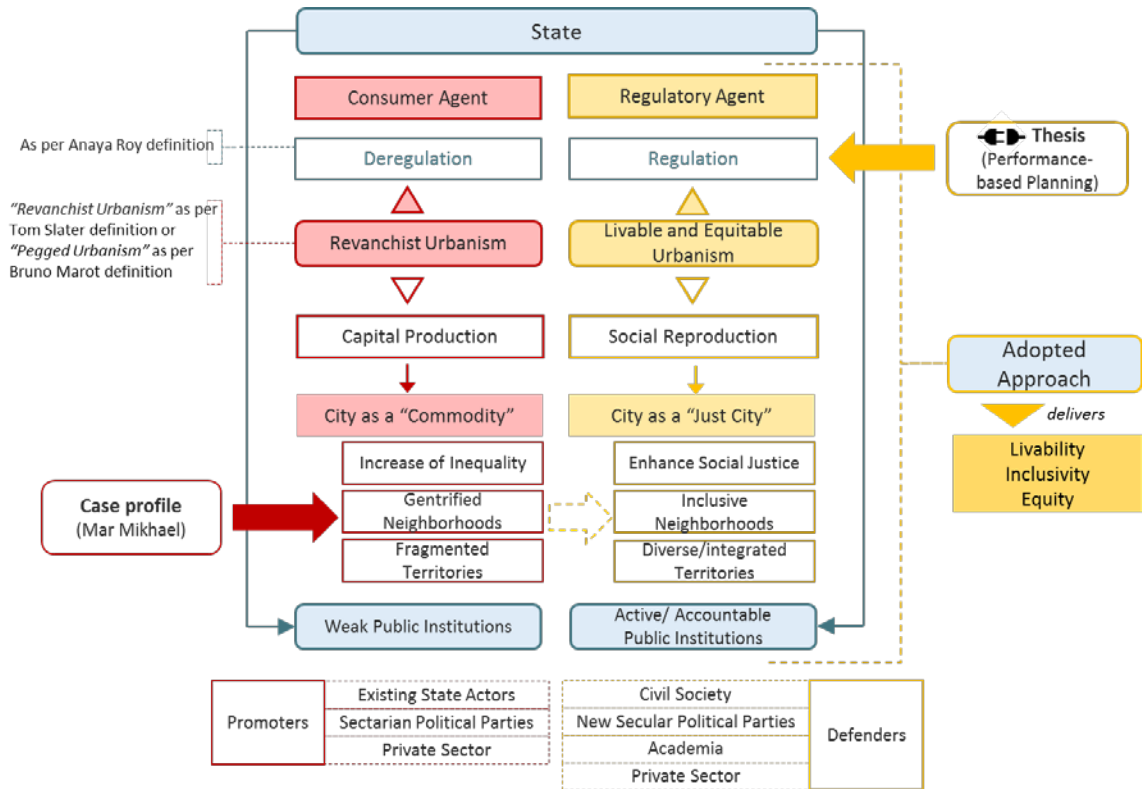 State
Consumer Agent
Regulatory Agent
As per Anaya Roy definition
Deregulation
Regulation
Thesis
(Performance-
based Planning)
“Revanchist Urbanism” as per
Tom Slater definition or
“Pegged Urbanism” as per
Bruno Marot definition
Revanchist Urbanism
Livable and Equitable
Urbanism
Capital Production
Social Reproduction
Adopted
Approach
delivers
Livability
Inclusivity
Equity
City as a “Commodity”
City as a “Just City”
Increase of Inequality
Enhance Social Justice
Case profile
(Mar Mikhael)
Gentrified
Neighborhoods
Inclusive
Neighborhoods
Fragmented
Territories
Diverse/integrated
Territories
Weak Public Institutions
Active/ Accountable
Public Institutions
Promoters
Existing State Actors
Sectarian Political Parties
Private Sector
Civil Society
New Secular Political Parties
Academia
Private Sector
Defenders